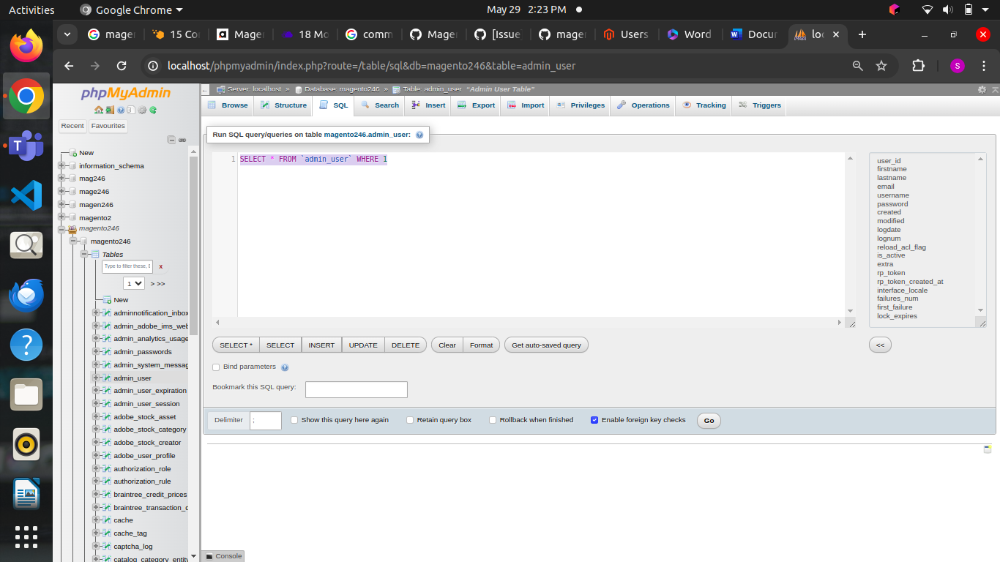 Activities
Google Chrome
May 29 2:23 PM
mager
15 Co
Mage
18 Mo
comm
Mage
[Issue
mager
Users
Word
Docur
loc
localhost/phpmyadmin/index.php?route=/table/sql&db=magento246&table=admin_user
S
phpMyAdmin
Recent
Favourites
New
information_schema
mag246
mage246
magen246
magento2
magento246
magento246
Tables
Type to filter these, E
x
1
> >>
New
adminnotification_inbox
admin_adobe_ims_web
admin_analytics_usage
admin_passwords
admin_system_messag
admin_user
admin_user_expiration
admin_user_session
adobe_stock_asset
adobe_stock_category
adobe_stock_creator
adobe_user_profile
authorization_role
authorization_rule
braintree_credit_prices
braintree_transaction_d
cache
cache_tag
captcha_log
catalog_category_entity
Server: localhost » Database: magento246 » Table: admin_user "Admin User Table"
Browse
Structure
SQL
Search
Insert
Export
Import
Privileges
Operations
Tracking
Triggers
Run SQL query/queries on table magento246.admin_user:
1 SELECT * FROM `admin_user` WHERE 1
user_id
firstname
lastname
email
username
password
created
modified
logdate
lognum
reload_acl_flag
is_active
extra
rp_token
rp_token_created_at
interface_locale
failures_num
first_failure
lock_expires
SELECT *
SELECT
INSERT
UPDATE
DELETE
Clear
Format
Get auto-saved query
<<
Bind parameters
Bookmark this SQL query:
Delimiter
;
Show this query here again
Retain query box
Rollback when finished
Enable foreign key checks
Go
Console